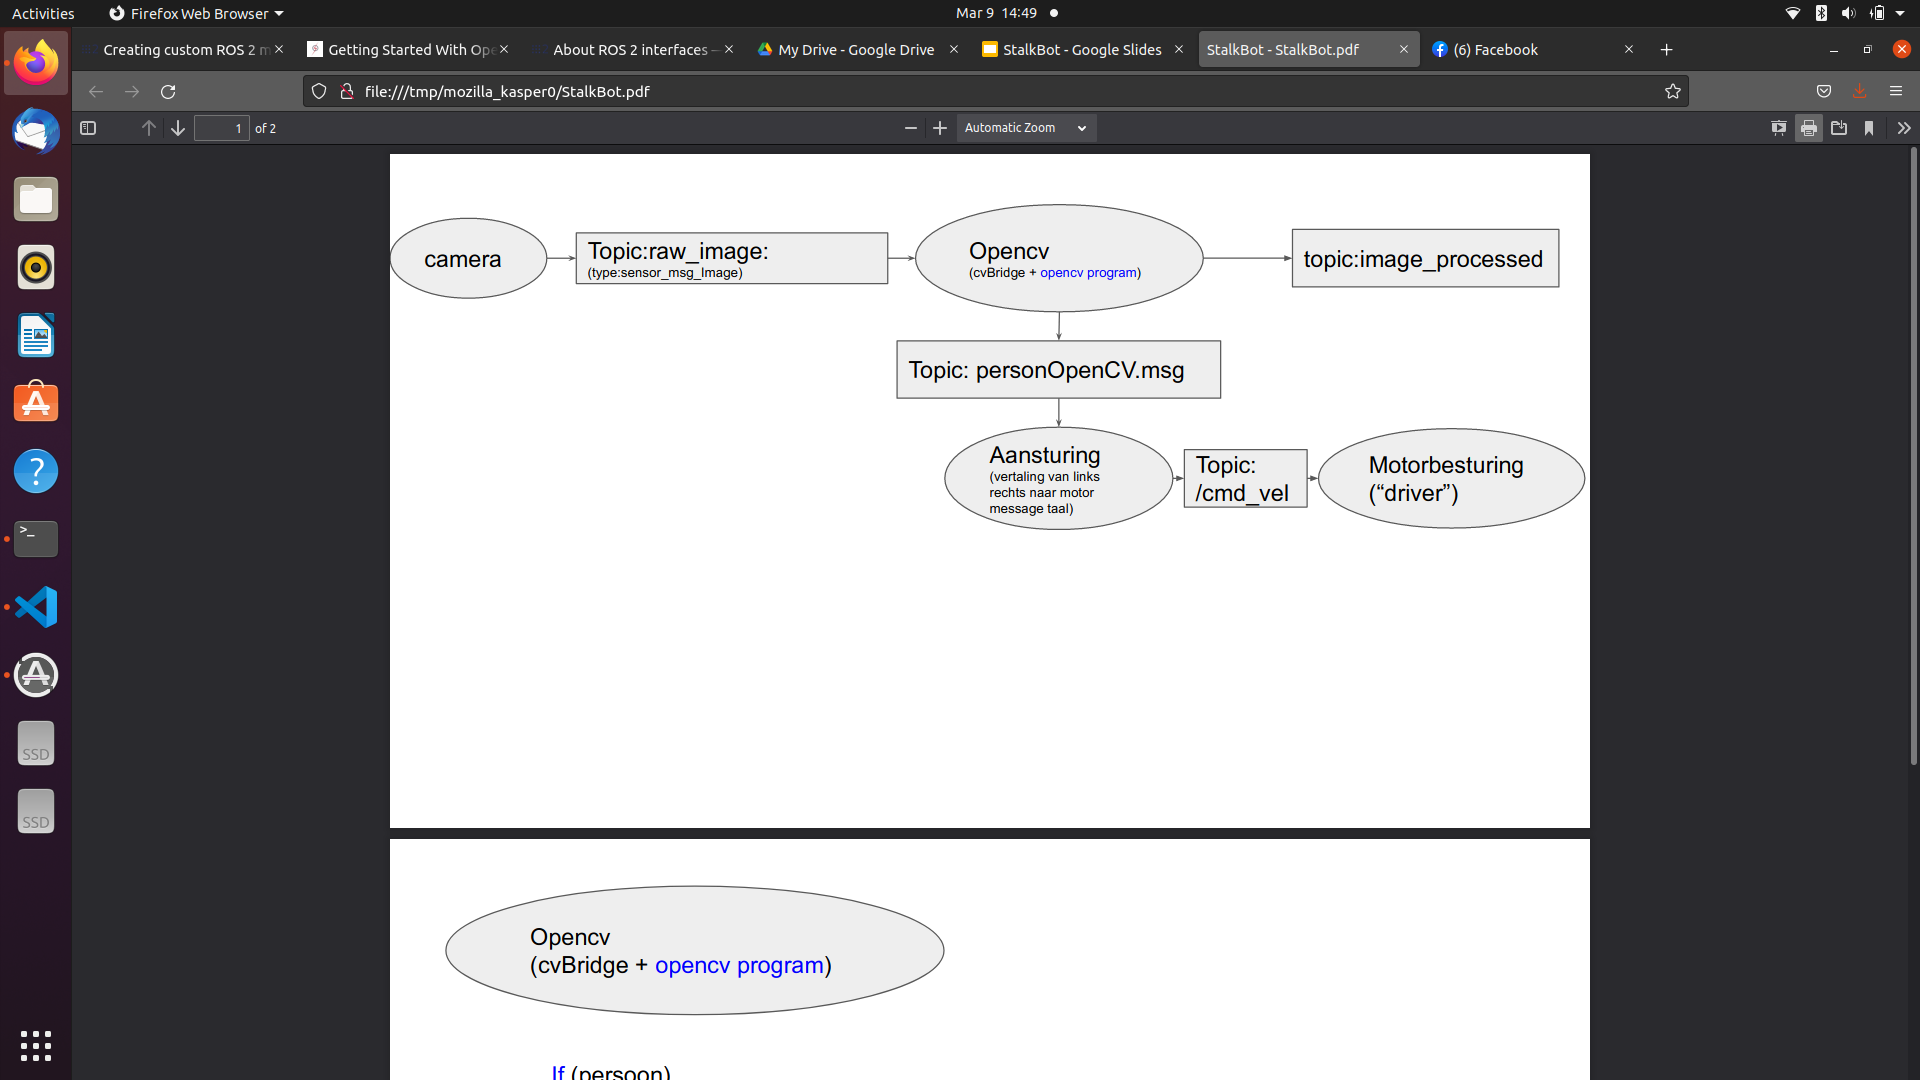 Activities
Firefox Web Browser
Mar 9 14:49
Creating custom ROS 2 m
Getting Started With Ope
About ROS 2 interfaces —
My Drive - Google Drive
StalkBot - Google Slides
StalkBot - StalkBot.pdf
(6) Facebook
file:///tmp/mozilla_kasper0/StalkBot.pdf
1 of 2
Automatic Zoom
camera
Topic:raw_image:
(type:sensor_msg_Image)
Opencv
(cvBridge + opencv program)
topic:image_processed
Topic: personOpenCV.msg
Aansturing
(vertaling van links
rechts naar motor
message taal)
Topic:
/cmd_vel
Motorbesturing
(“driver”)
SSD
SSD
Opencv
(cvBridge + opencv program)
If (persoon)